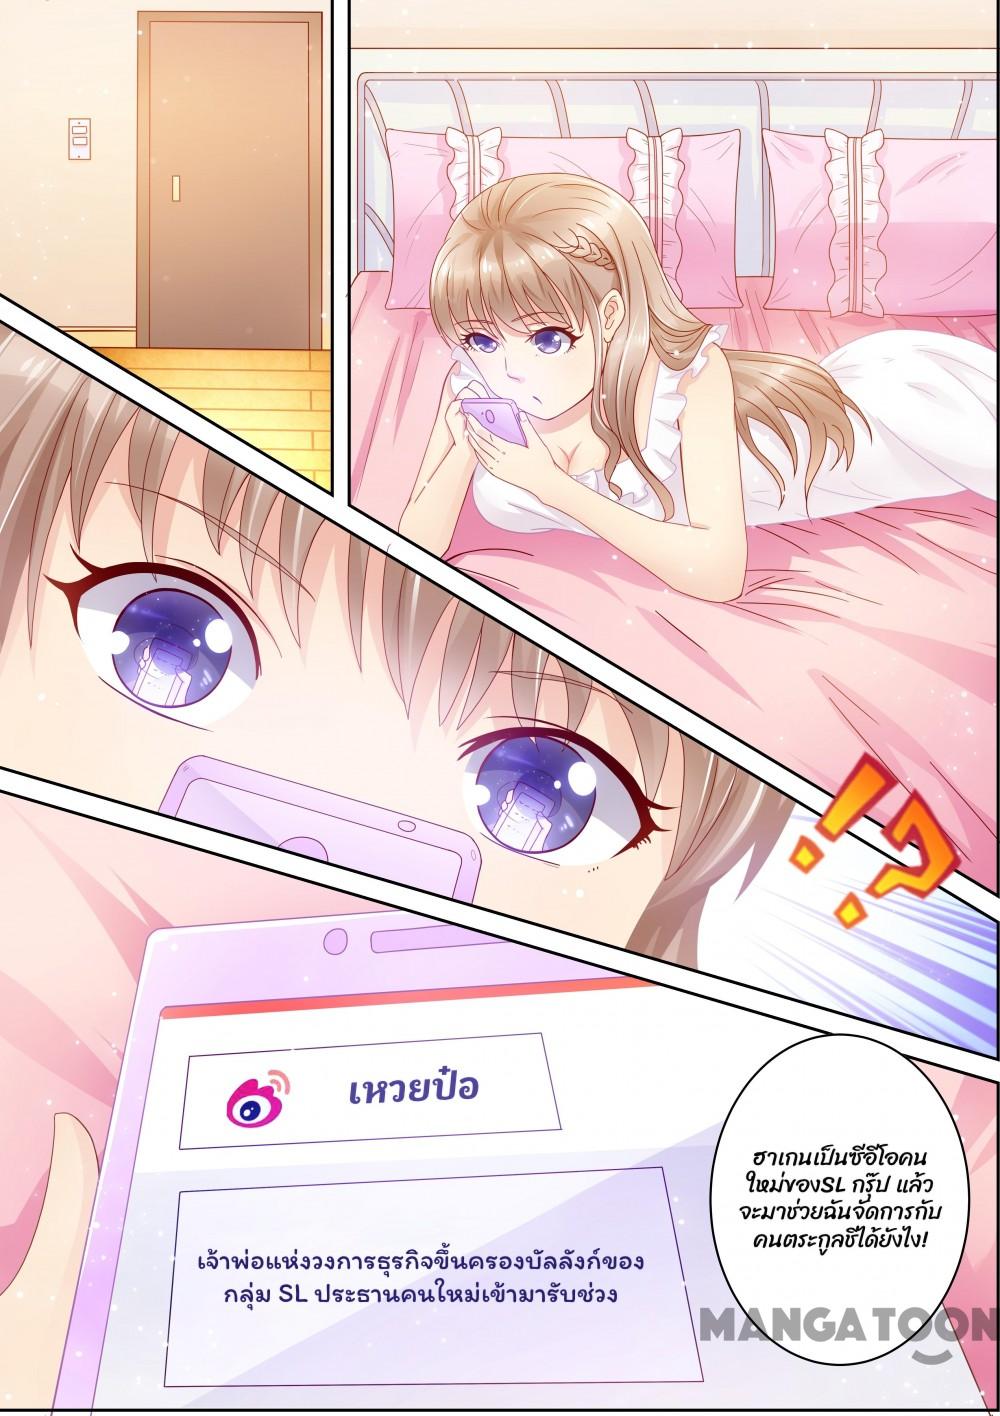 !?
เหวยป๋อ
เจ้าพ่อแห่งวงการธุรกิจขึ้นครองบัลลังก์ของ
กลุ่ม SL ประธานคนใหม่เข้ามารับช่วง
ฮาเกนเป็นซีอีโอคน
ใหม่ของSL กรุ๊ป แล้ว
จะมาช่วยฉันจัดการกับ
คนตระกูลชีได้ยังไง!
MANGATOON